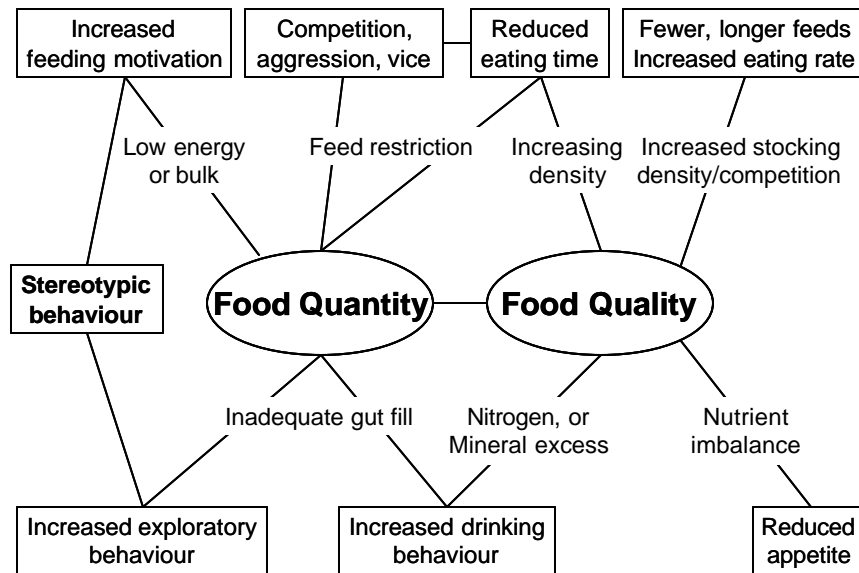 Increased
feeding motivation
Competition,
aggression, vice
Reduced
eating time
Fewer, longer feeds
Increased eating rate
Low energy
or bulk
Feed restriction
Increasing
density
Increased stocking
density/competition
Stereotypic
behaviour
Food Quantity
Food Quality
Inadequate gut fill
Nitrogen, or
Mineral excess
Nutrient
imbalance
Increased exploratory
behaviour
Increased drinking
behaviour
Reduced
appetite